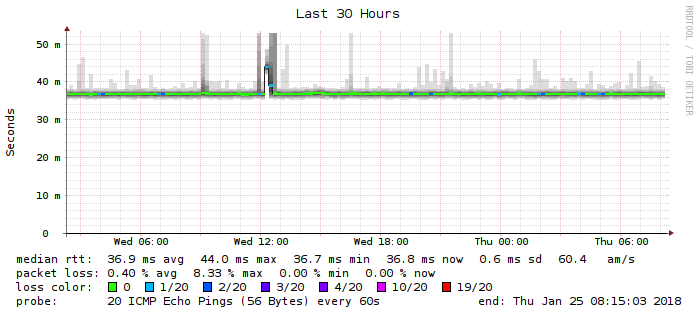 Last 30 Hours
RRDTOOL / TOBI OETIKER
Seconds
50 m
40 m
30 m
20 m
10 m
0
Wed 06:00 Wed 12:00 Wed 18:00 Thu 00:00 Thu 06:00
median rtt: 36.9 ms avg 44.0 ms max 36.7 ms min 36.8 ms now 0.6 ms sd 60.4 am/s
packet loss: 0.40 % avg 8.33 % max 0.00 % min 0.00 % now
loss color: 0 1/20 2/20 3/20 4/20 10/20 19/20
probe: 20 ICMP Echo Pings (56 Bytes) every 60s end: Thu Jan 25 08:15:03 2018